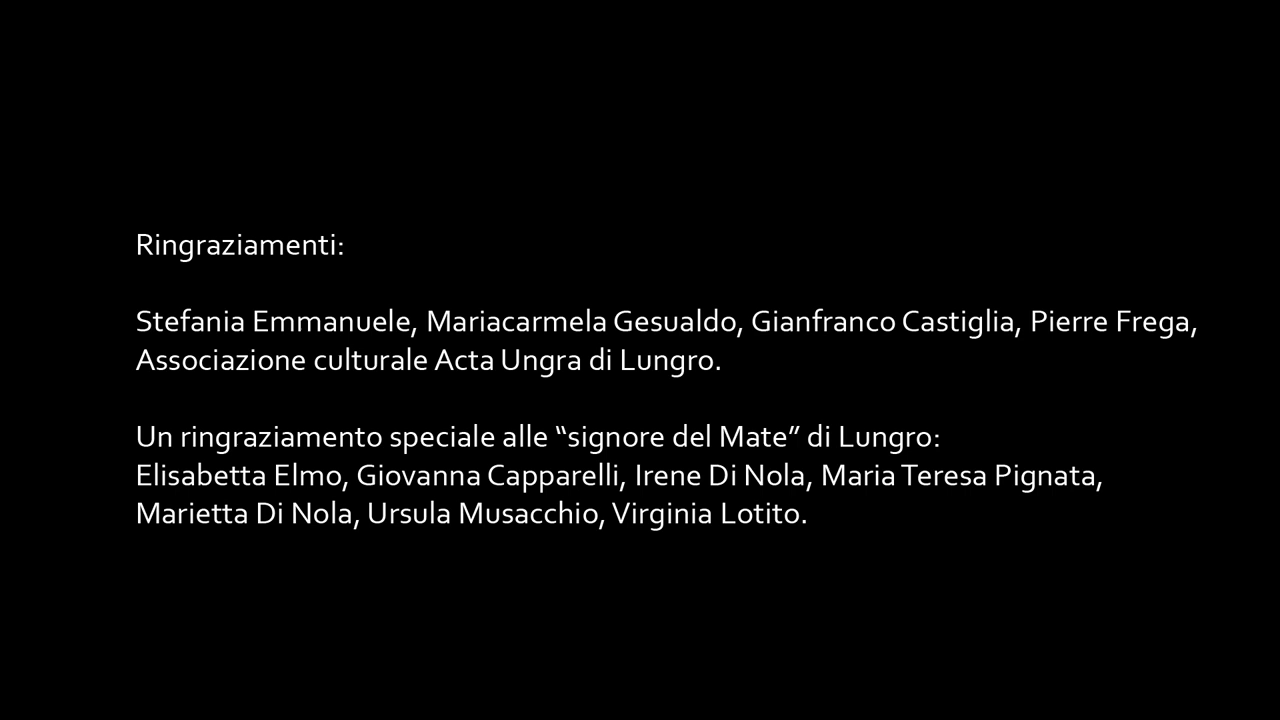 Ringraziamenti:
Stefania Emmanuele, Mariacarmela Gesualdo, Gianfranco Castiglia, Pierre Frega,
Associazione culturale Acta Ungra di Lungro.
Un ringraziamento speciale alle “signore del Mate” di Lungro:
Elisabetta Elmo, Giovanna Capparelli, Irene Di Nola, Maria Teresa Pignata,
Marietta Di Nola, Ursula Musacchio, Virginia Lotito.